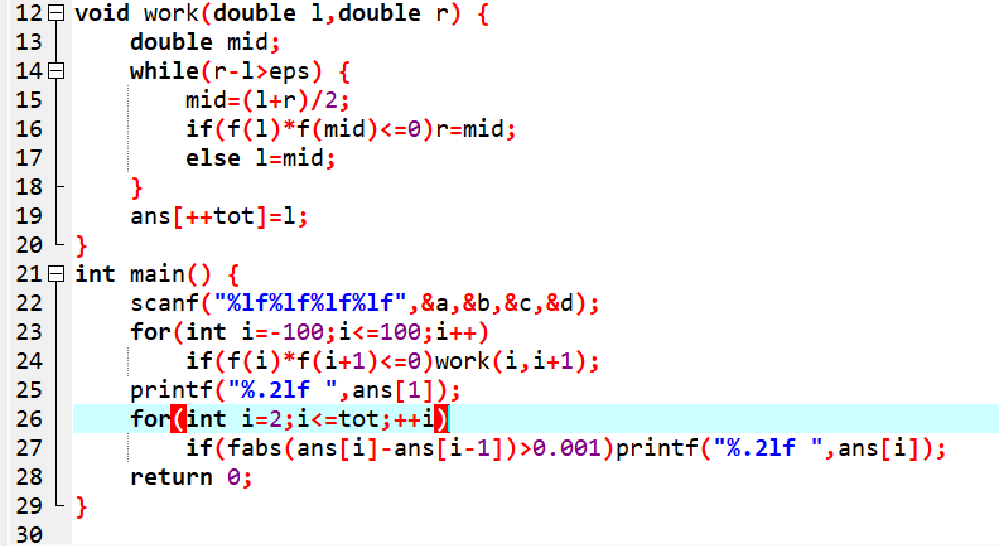 12 void work(double l,double r) {
13     double mid;
14     while(r-l>eps) {
15         mid=(l+r)/2;
16         if(f(l)*f(mid)<=0)r=mid;
17         else l=mid;
18     }
19     ans[++tot]=l;
20 }
21 int main() {
22     scanf("%lf%lf%lf%lf",&a,&b,&c,&d);
23     for(int i=-100;i<=100;i++)
24         if(f(i)*f(i+1)<=0)work(i,i+1);
25     printf("%.2lf ",ans[1]);
26     for(int i=2;i<=tot;++i)
27         if(fabs(ans[i]-ans[i-1])>0.001)printf("%.2lf ",ans[i]);
28     return 0;
29 }
30